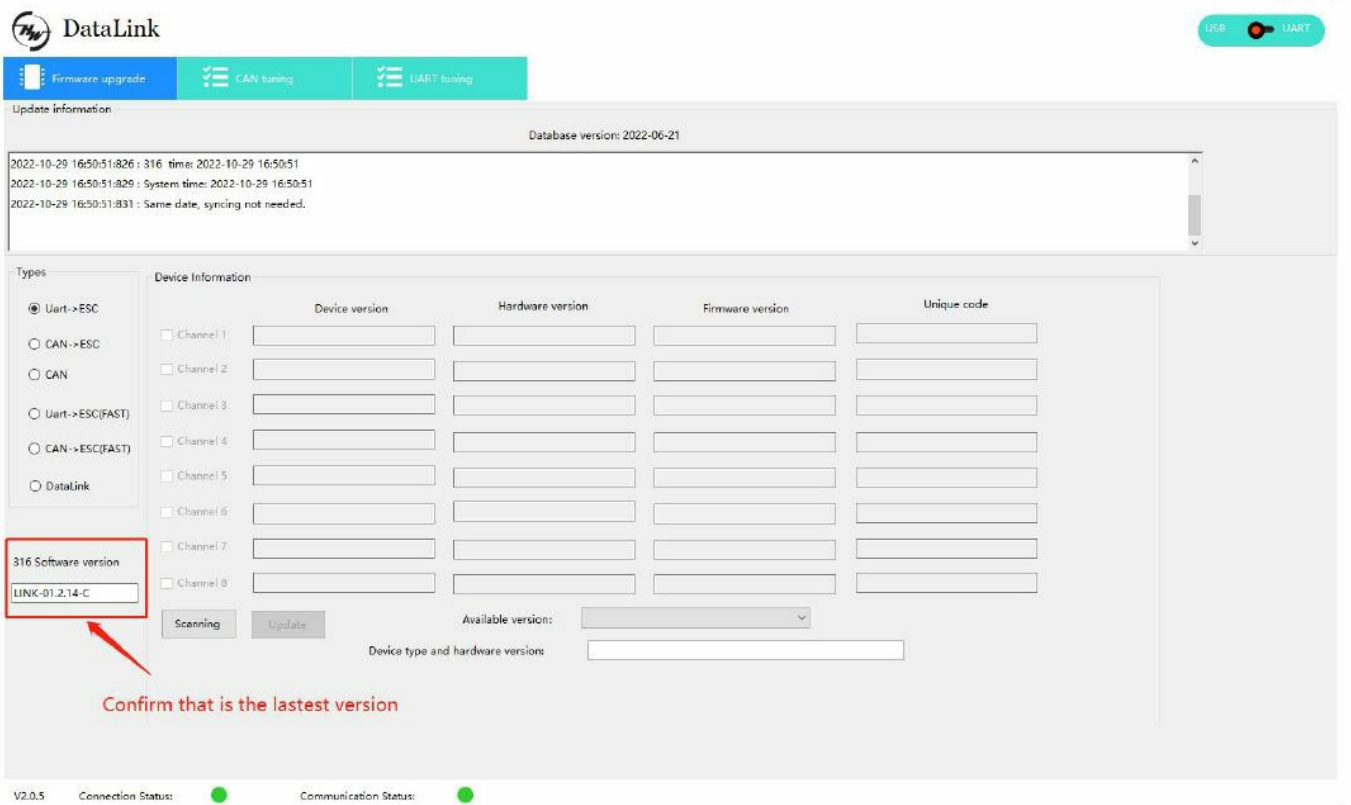 HW DataLink
USB UART
Firmware upgrade CAN tuning UART tuning
Update information
Database version: 2022-06-21
2022-10-29 16:50:51:826 : 316 time: 2022-10-29 16:50:51
2022-10-29 16:50:51:829 : System time: 2022-10-29 16:50:51
2022-10-29 16:50:51:831 : Same date, syncing not needed.
Types
Uart->ESC
CAN->ESC
CAN
Uart->ESC(FAST)
CAN->ESC(FAST)
DataLink
316 Software version
LINK-01.2.14-C
Device Information
Device version Hardware version Firmware version Unique code
Channel 1
Channel 2
Channel 3
Channel 4
Channel 5
Channel 6
Channel 7
Channel 8
Scanning Update Available version:
Device type and hardware version:
Confirm that is the lastest version
V2.0.5 Connection Status: Communication Status: